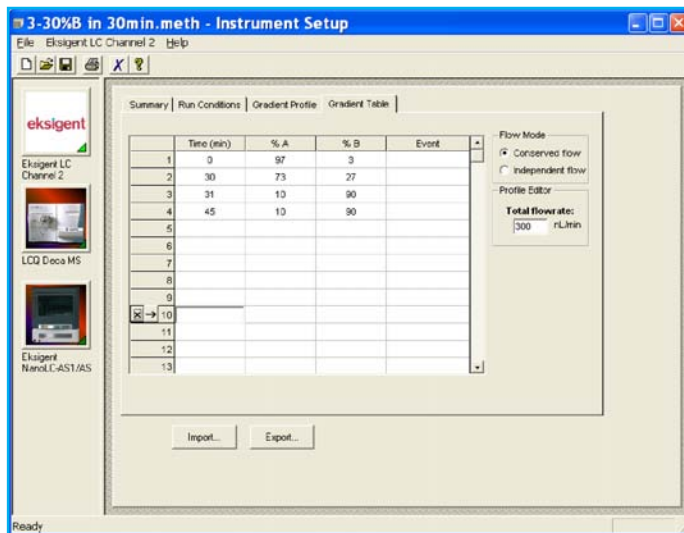 3-30%B in 30min.meth - Instrument Setup
File Eksigent LC Channel 2 Help
eksigent
Eksigent LC
Channel 2
LCQ Deca MS
Eksigent
NanoLC-AS1/AS
Summary Run Conditions Gradient Profile Gradient Table
Time (min) % A % B Event
1 0 97 3
2 30 73 27
3 31 10 90
4 45 10 90
5
6
7
8
9
10
11
12
13
Flow Mode
Conserved flow
Independent flow
Profile Editor
Total flowrate:
300 nL/min
Import... Export...
Ready